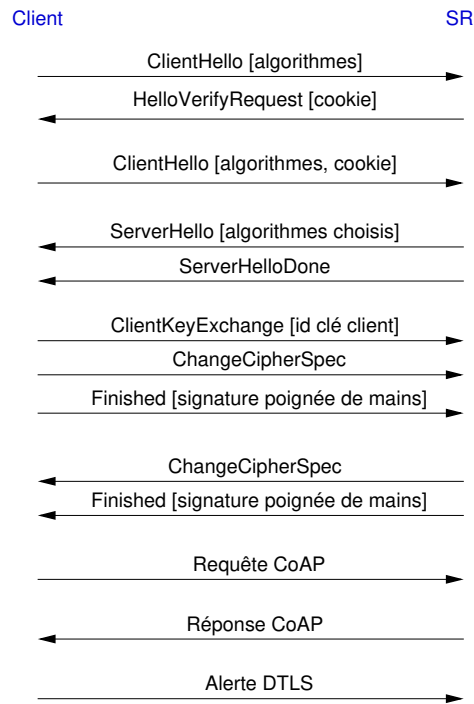 Client SR
ClientHello [algorithmes]
HelloVerifyRequest [cookie]
ClientHello [algorithmes, cookie]
ServerHello [algorithmes choisis]
ServerHelloDone
ClientKeyExchange [id clé client]
ChangeCipherSpec
Finished [signature poignée de mains]
ChangeCipherSpec
Finished [signature poignée de mains]
Requête CoAP
Réponse CoAP
Alerte DTLS